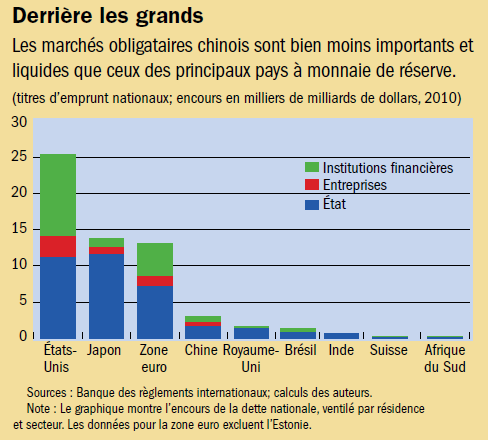 Derrière les grands
Les marchés obligataires chinois sont bien moins importants et
liquides que ceux des principaux pays à monnaie de réserve.
(titres d'emprunt nationaux; encours en milliers de milliards de dollars, 2010)
30
25
20
15
10
5
0
Institutions financières
Entreprises
État
États-
Unis
Japon
Zone
euro
Chine
Royaume-
Uni
Brésil
Inde
Suisse
Afrique
du Sud
Sources : Banque des règlements internationaux; calculs des auteurs.
Note : Le graphique montre l'encours de la dette nationale, ventilé par résidence
et secteur. Les données pour la zone euro excluent l'Estonie.